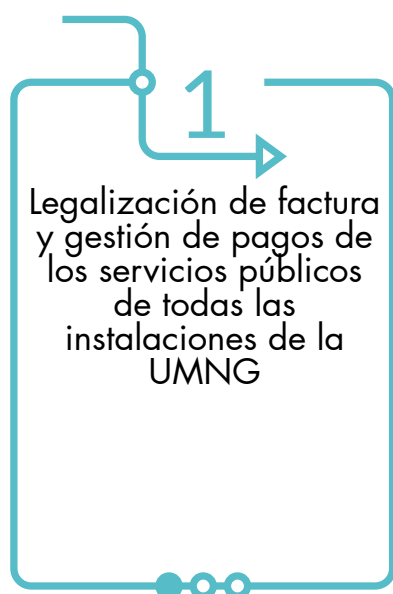 1
Legalización de factura
y gestión de pagos de
los servicios públicos
de todas las
instalaciones de la
UMNG